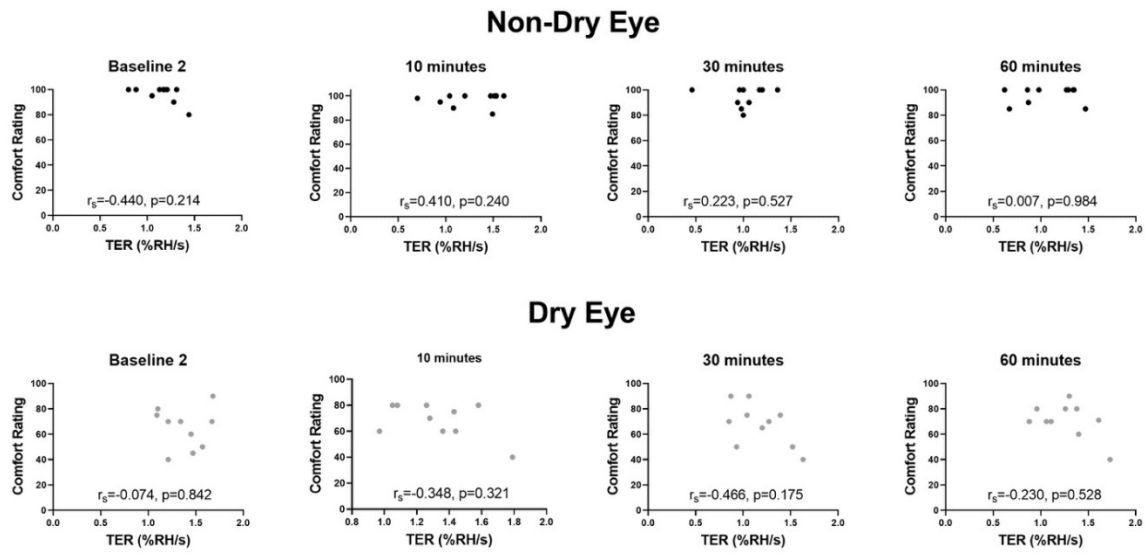 Non-Dry Eye
Baseline 2
Comfort Rating
100
80
60
40
20
0
r_s=-0.440, p=0.214
0.0 0.5 1.0 1.5 2.0
TER (%RH/s)
10 minutes
Comfort Rating
100
80
60
40
20
0
r_s=0.410, p=0.240
0.0 0.5 1.0 1.5 2.0
TER (%RH/s)
30 minutes
Comfort Rating
100
80
60
40
20
0
r_s=0.223, p=0.527
0.0 0.5 1.0 1.5 2.0
TER (%RH/s)
60 minutes
Comfort Rating
100
80
60
40
20
0
r_s=0.007, p=0.984
0.0 0.5 1.0 1.5 2.0
TER (%RH/s)
Dry Eye
Baseline 2
Comfort Rating
100
80
60
40
20
0
r_s=-0.074, p=0.842
0.0 0.5 1.0 1.5 2.0
TER (%RH/s)
10 minutes
Comfort Rating
100
80
60
40
20
0
r_s=-0.348, p=0.321
0.8 1.0 1.2 1.4 1.6 1.8 2.0
TER (%RH/s)
30 minutes
Comfort Rating
100
80
60
40
20
0
r_s=-0.466, p=0.175
0.0 0.5 1.0 1.5 2.0
TER (%RH/s)
60 minutes
Comfort Rating
100
80
60
40
20
0
r_s=-0.230, p=0.528
0.0 0.5 1.0 1.5 2.0
TER (%RH/s)